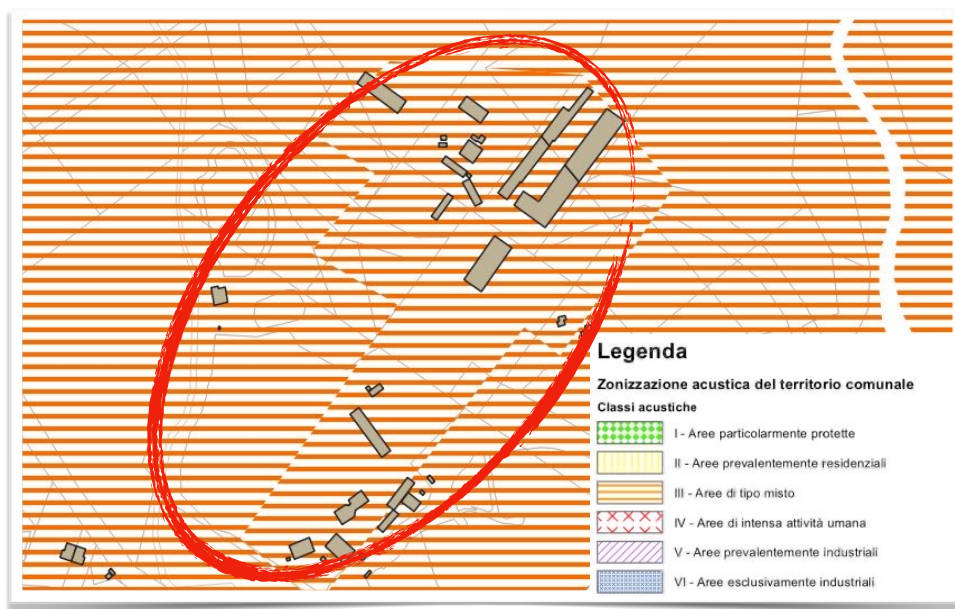 Legenda
Zonizzazione acustica del territorio comunale
Classi acustiche
I - Aree particolarmente protette
II - Aree prevalentemente residenziali
III - Aree di tipo misto
IV - Aree di intensa attività umana
V - Aree prevalentemente industriali
VI - Aree esclusivamente industriali